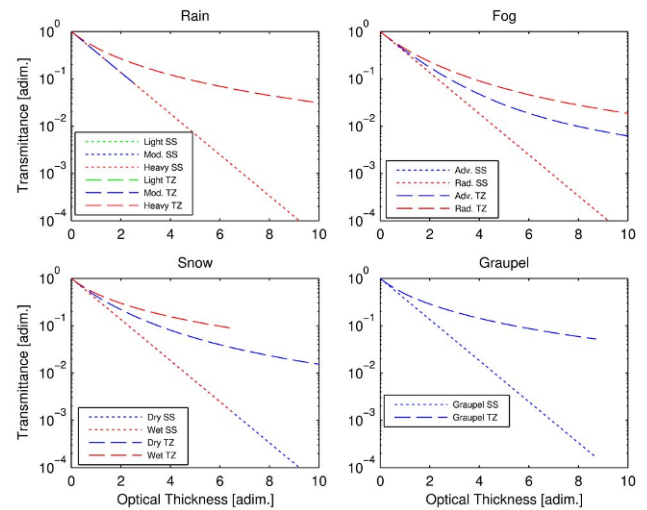 Rain
Transmittance [adim.]
10^0
10^−1
10^−2
10^−3
10^−4
0 2 4 6 8 10
Light SS
Mod. SS
Heavy SS
Light TZ
Mod. TZ
Heavy TZ
Fog
10^0
10^−1
10^−2
10^−3
10^−4
0 2 4 6 8 10
Adv. SS
Rad. SS
Adv. TZ
Rad. TZ
Snow
Transmittance [adim.]
10^0
10^−1
10^−2
10^−3
10^−4
0 2 4 6 8 10
Optical Thickness [adim.]
Dry SS
Wet SS
Dry TZ
Wet TZ
Graupel
10^0
10^−1
10^−2
10^−3
10^−4
0 2 4 6 8 10
Optical Thickness [adim.]
Graupel SS
Graupel TZ